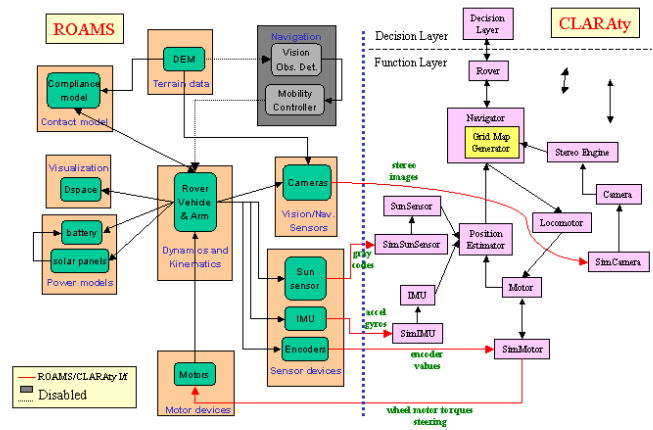 ROAMS
DEM
Terrain data
Compliance
model
Contact model
Navigation
Vision
Obs. Det.
Mobility
Controller
Visualization
Dspace
battery
solar panels
Power models
Rover
Vehicle
& Arm
Dynamics and
Kinematics
Cameras
Vision/Nav.
Sensors
Sun
sensor
IMU
Encoders
Sensor devices
Motors
Motor devices
ROAMS/CLARAty I/f
Disabled
CLARAty
Decision
Layer
Decision Layer
Function Layer
Rover
Navigator
Grid Map
Generator
Stereo Engine
stereo
images
Camera
SunSensor
SimSunSensor
Position
Estimator
Locomotor
SimCamera
gray
codes
IMU
Motor
accel
gyros
SimIMU
SimMotor
encoder
values
wheel motor torques
steering